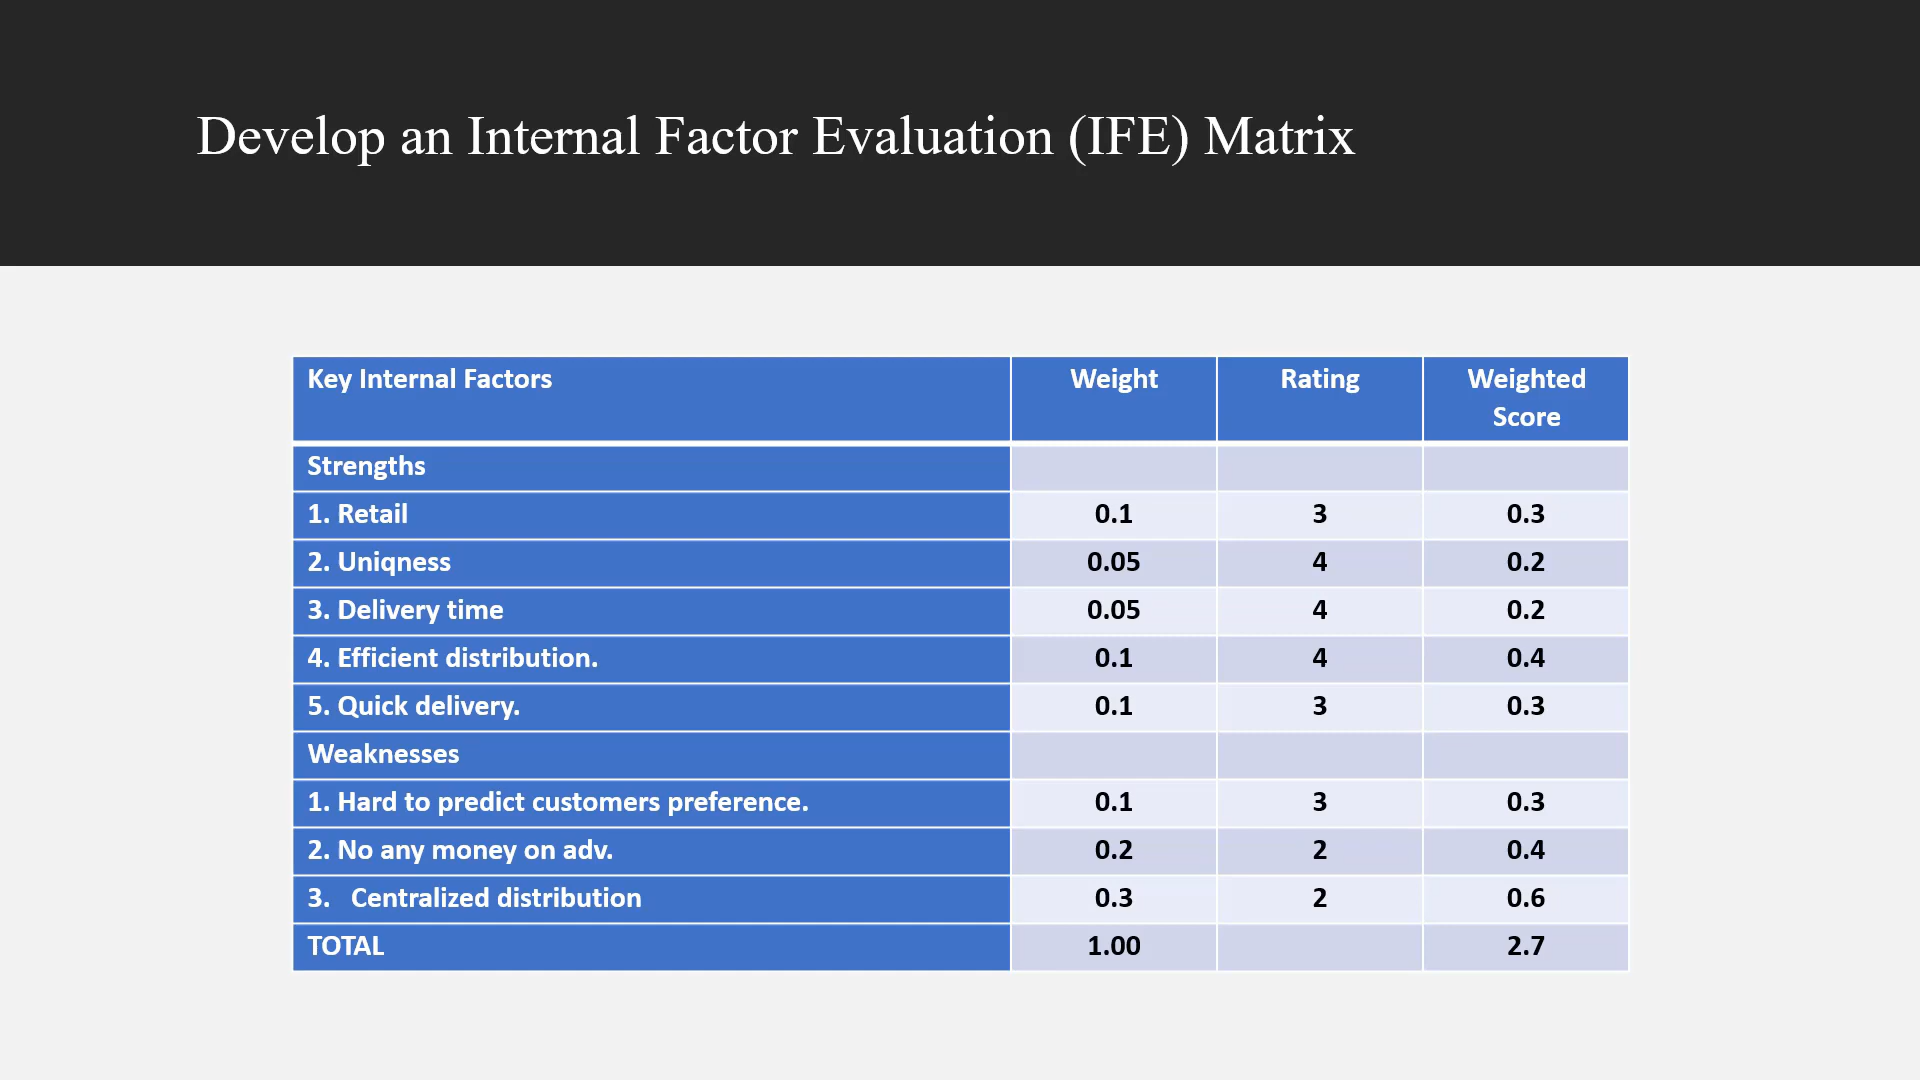 Develop an Internal Factor Evaluation (IFE) Matrix
Key Internal Factors Weight Rating Weighted Score
Strengths
1. Retail 0.1 3 0.3
2. Uniqness 0.05 4 0.2
3. Delivery time 0.05 4 0.2
4. Efficient distribution. 0.1 4 0.4
5. Quick delivery. 0.1 3 0.3
Weaknesses
1. Hard to predict customers preference. 0.1 3 0.3
2. No any money on adv. 0.2 2 0.4
3. Centralized distribution 0.3 2 0.6
TOTAL 1.00 2.7